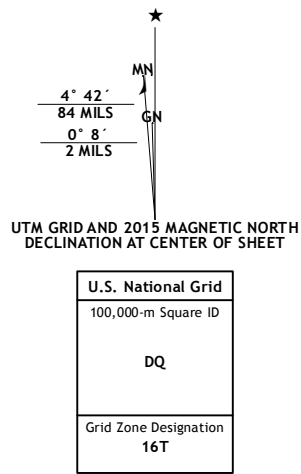 MN
4° 42´
84 MILS
GN
0° 8´
2 MILS
UTM GRID AND 2015 MAGNETIC NORTH
DECLINATION AT CENTER OF SHEET
U.S. National Grid
100,000-m Square ID
DQ
Grid Zone Designation
16T